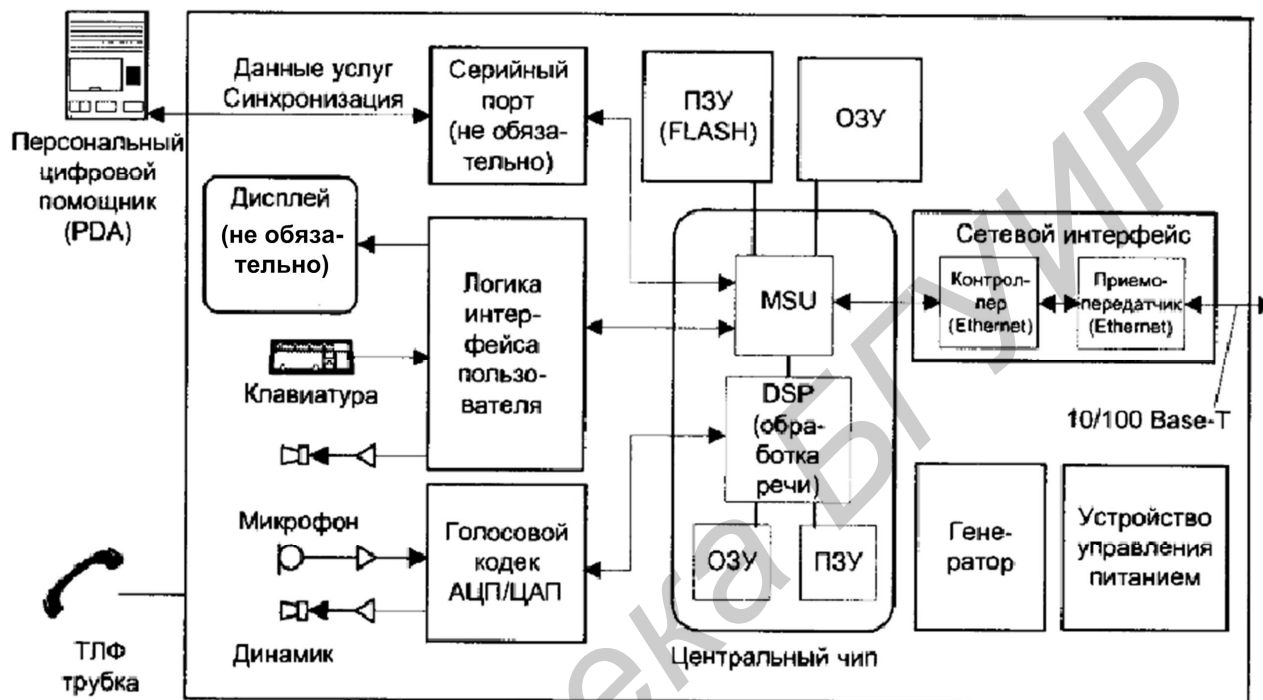 Персональный
цифровой
помощник
(PDA)
Данные услуг
Синхронизация
Серийный
порт
(не обяза-
тельно)
ПЗУ
(FLASH)
ОЗУ
Дисплей
(не обяза-
тельно)
Логика
интер-
фейса
пользо-
вателя
Клавиатура
MSU
Сетевой интерфейс
Контрол-
лер
(Ethernet)
Приемо-
передатчик
(Ethernet)
10/100 Base-T
DSP
(обра-
ботка
речи)
ОЗУ
ПЗУ
Центральный чип
Микрофон
Динамик
Голосовой
кодек
АЦП/ЦАП
Гене-
ратор
Устройство
управления
питанием
ТЛФ
трубка
ека БГУИР